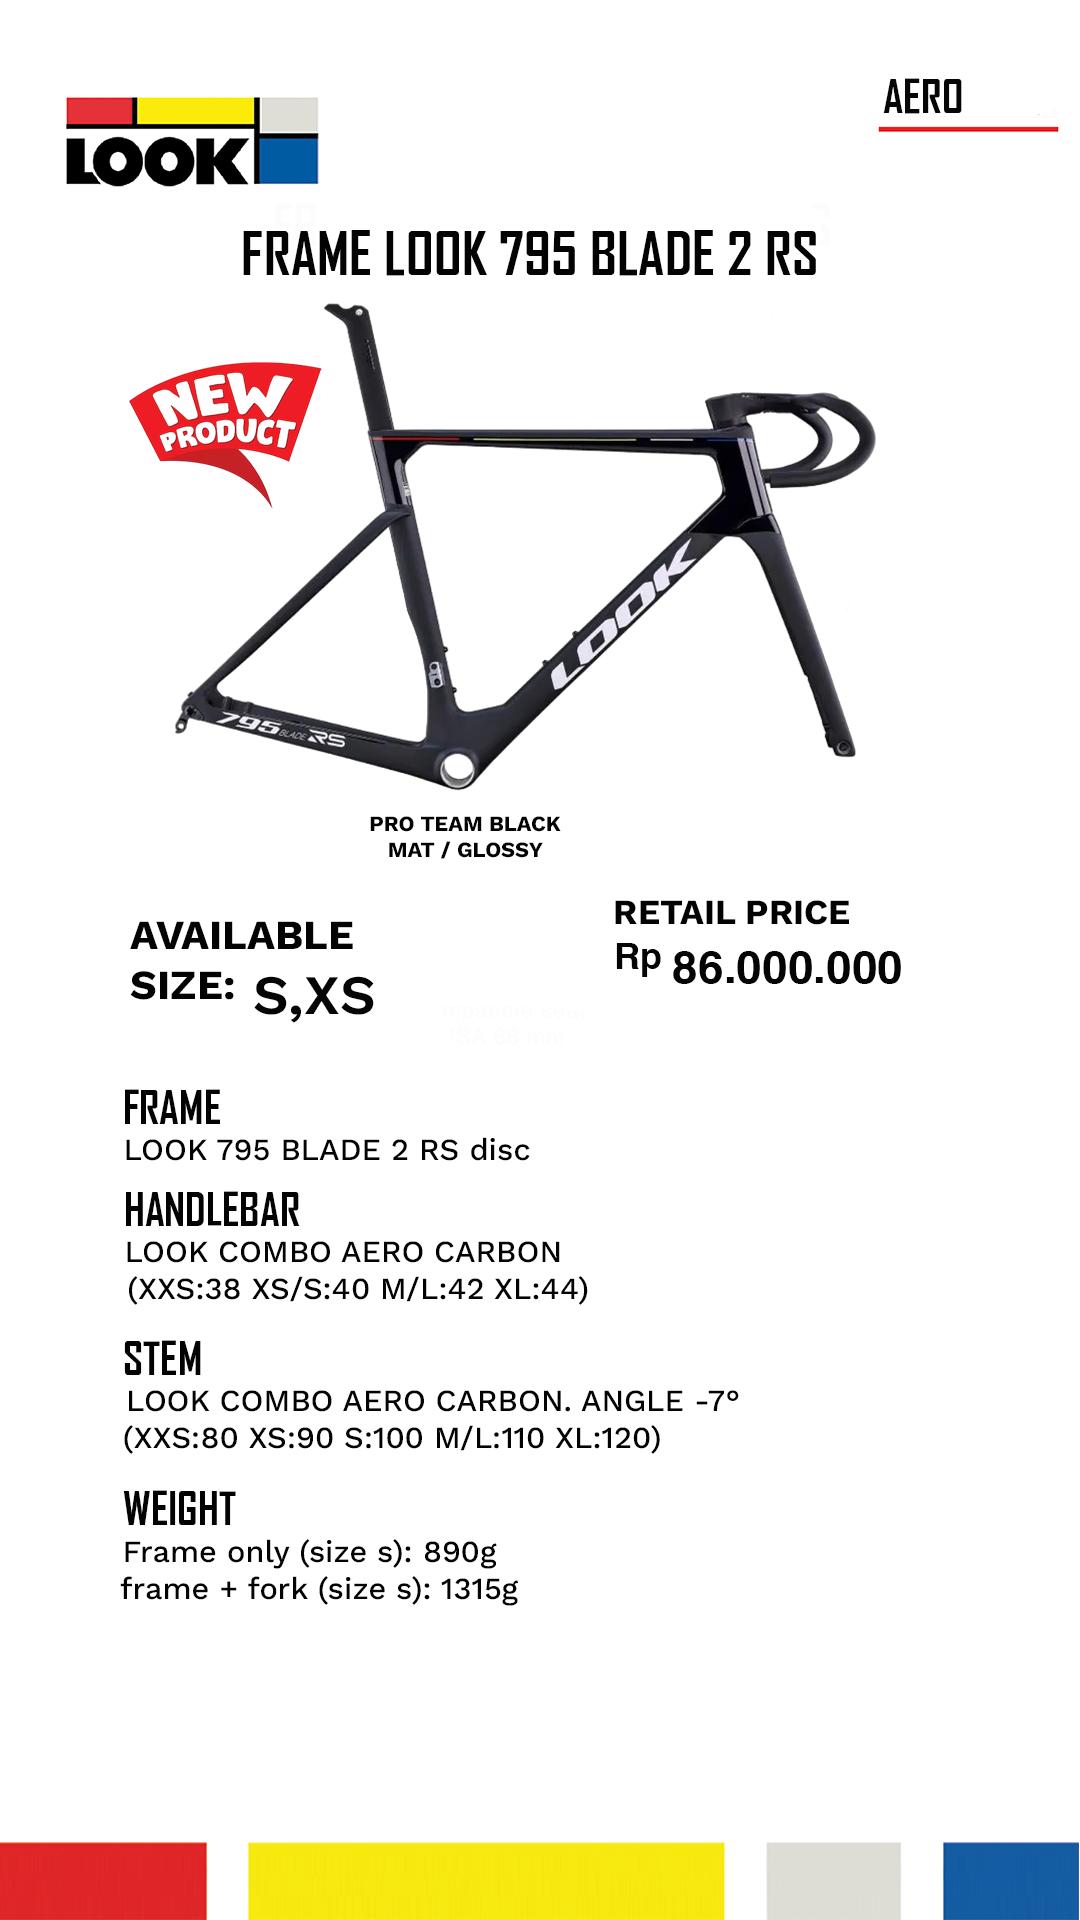 AERO
LOOK
FRAME LOOK 795 BLADE 2 RS
NEW
PRODUCT
LOOK
795 BLADE RS
PRO TEAM BLACK
MAT / GLOSSY
AVAILABLE
SIZE: S,XS
RETAIL PRICE
Rp 86.000.000
FRAME
LOOK 795 BLADE 2 RS disc
HANDLEBAR
LOOK COMBO AERO CARBON
(XXS:38 XS/S:40 M/L:42 XL:44)
STEM
LOOK COMBO AERO CARBON. ANGLE -7°
(XXS:80 XS:90 S:100 M/L:110 XL:120)
WEIGHT
Frame only (size s): 890g
frame + fork (size s): 1315g